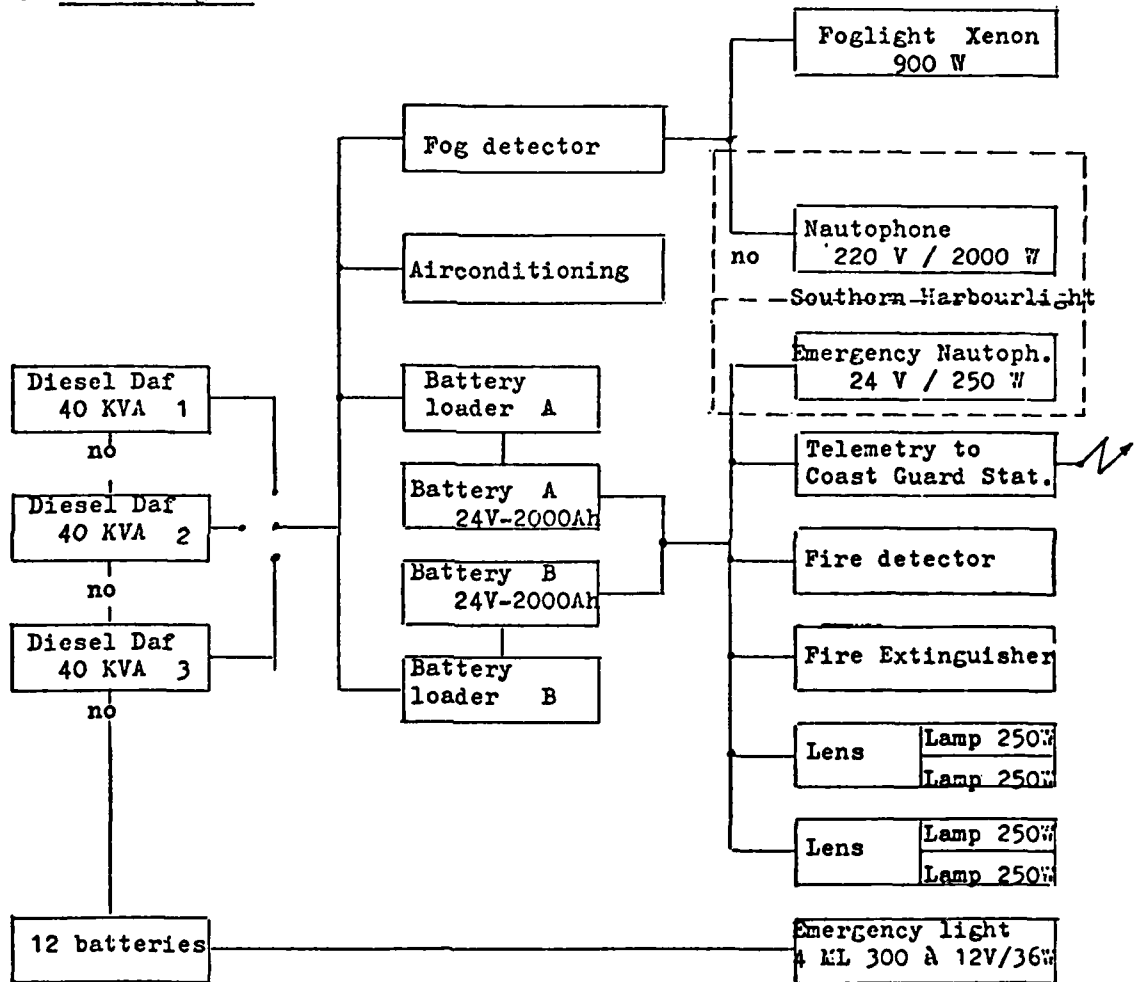 Foglight Xenon
900 W
Fog detector
Nautophone
220 V / 2000 W
no
Airconditioning
Southern Harbourlight
Emergency Nautoph.
24 V / 250 W
Diesel Daf
40 KVA 1
no
Battery
loader A
Telemetry to
Coast Guard Stat.
Battery A
24V-2000Ah
Diesel Daf
40 KVA 2
no
Fire detector
Battery B
24V-2000Ah
Diesel Daf
40 KVA 3
no
Fire Extinguisher
Battery
loader B
Lens
Lamp 250W
Lamp 250W
Lens
Lamp 250W
Lamp 250W
12 batteries
Emergency light
4 ML 300 à 12V/36W